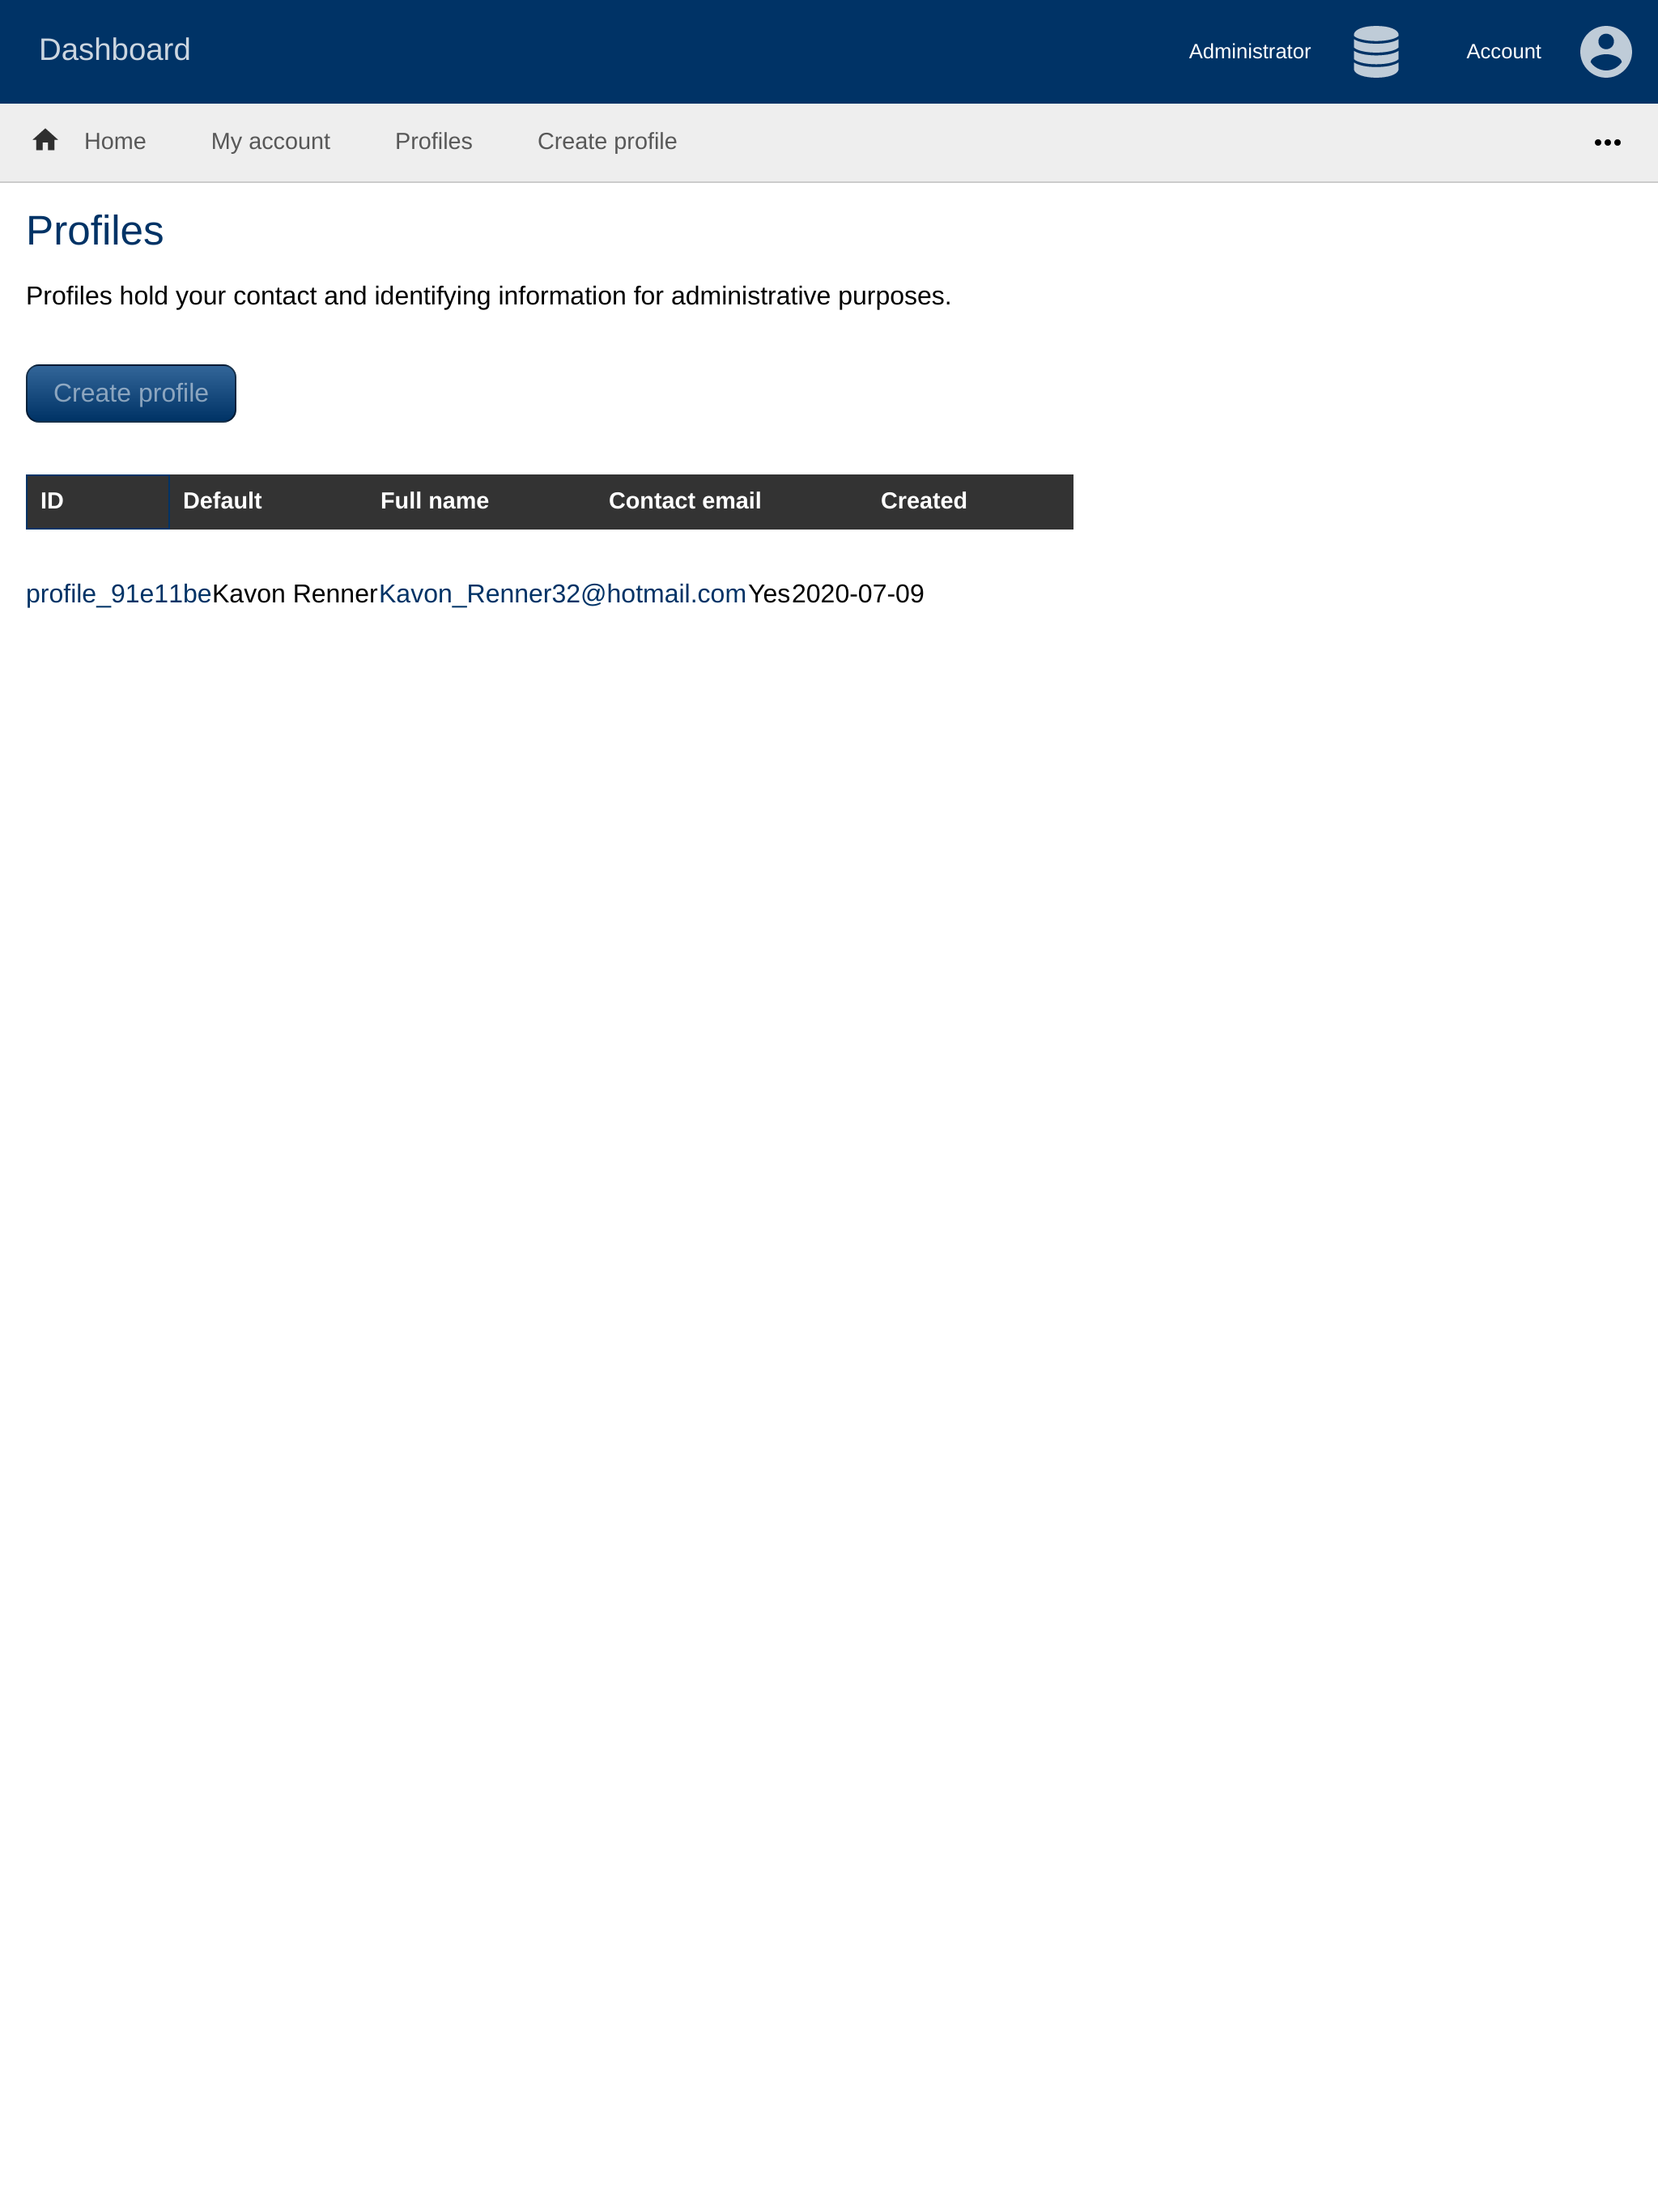 Dashboard Administrator Account
Home My account Profiles Create profile
Profiles
Profiles hold your contact and identifying information for administrative purposes.
Create profile
ID Default Full name Contact email Created
profile_91e11beKavon RennerKavon_Renner32@hotmail.comYes2020-07-09